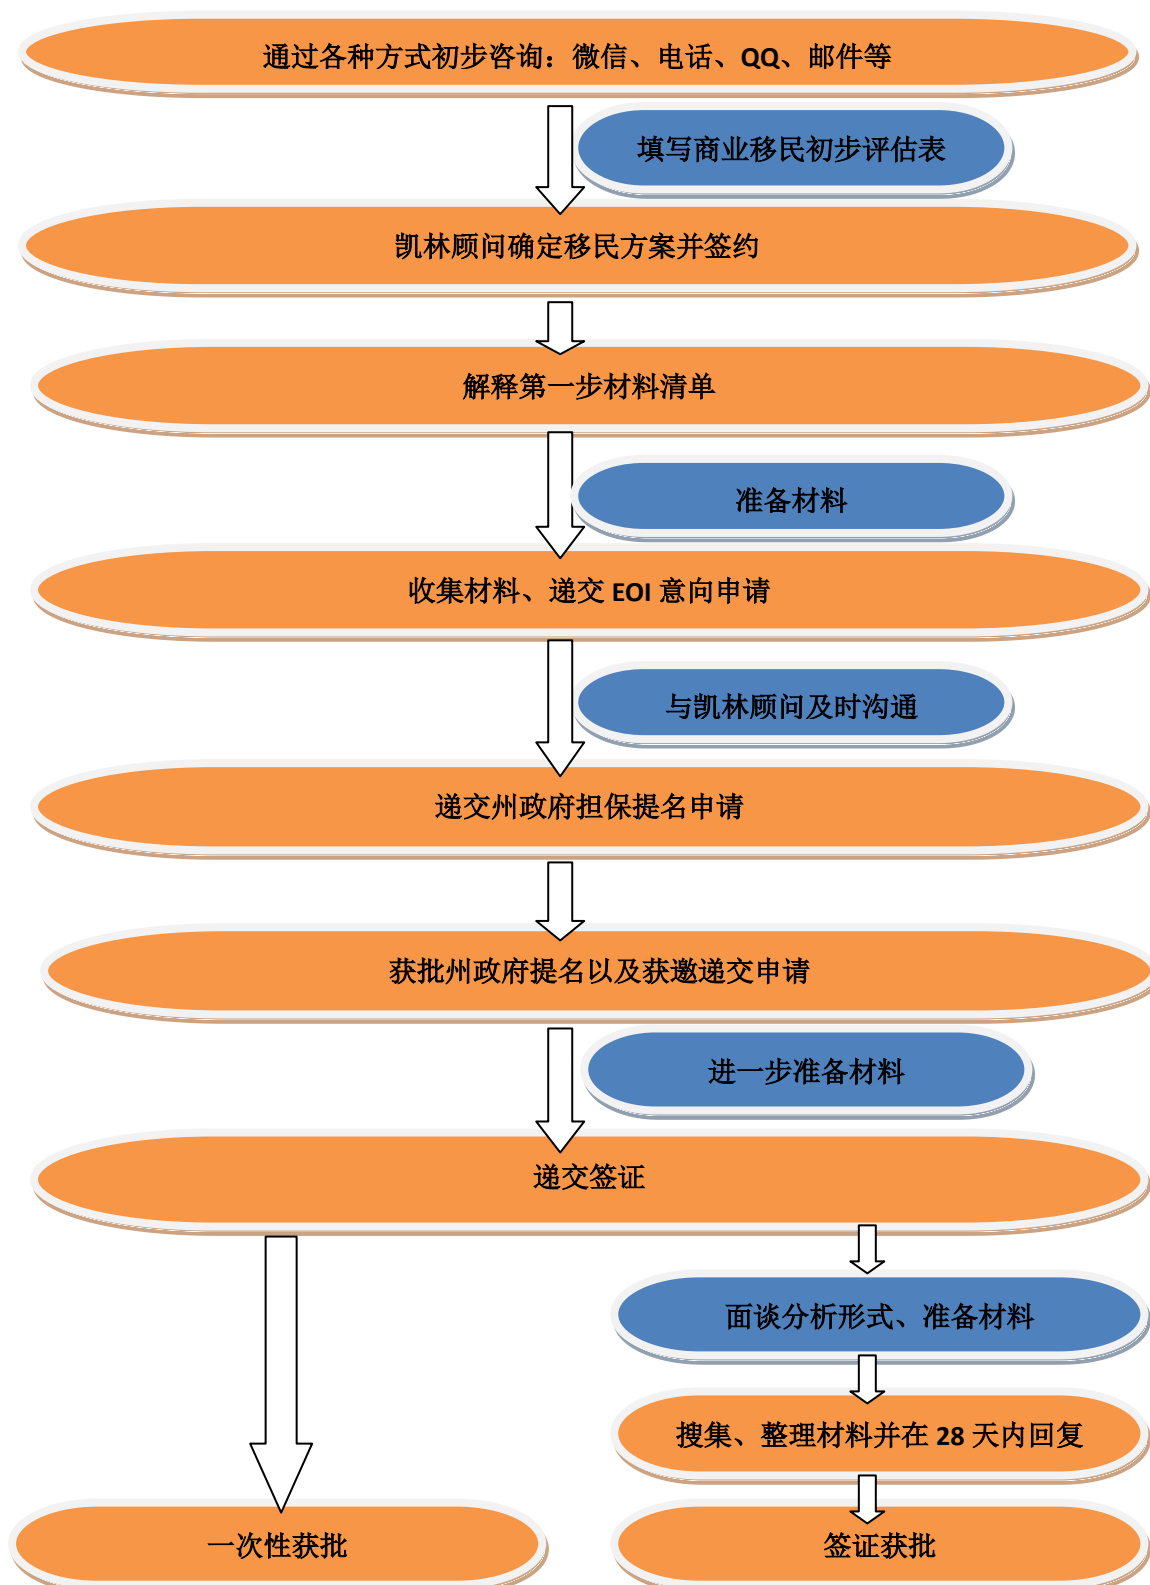 通过各种方式初步咨询：微信、电话、QQ、邮件等
填写商业移民初步评估表
凯林顾问确定移民方案并签约
解释第一步材料清单
准备材料
收集材料、递交 EOI 意向申请
与凯林顾问及时沟通
递交州政府担保提名申请
获批州政府提名以及获邀递交申请
进一步准备材料
递交签证
面谈分析形式、准备材料
搜集、整理材料并在 28 天内回复
一次性获批
签证获批